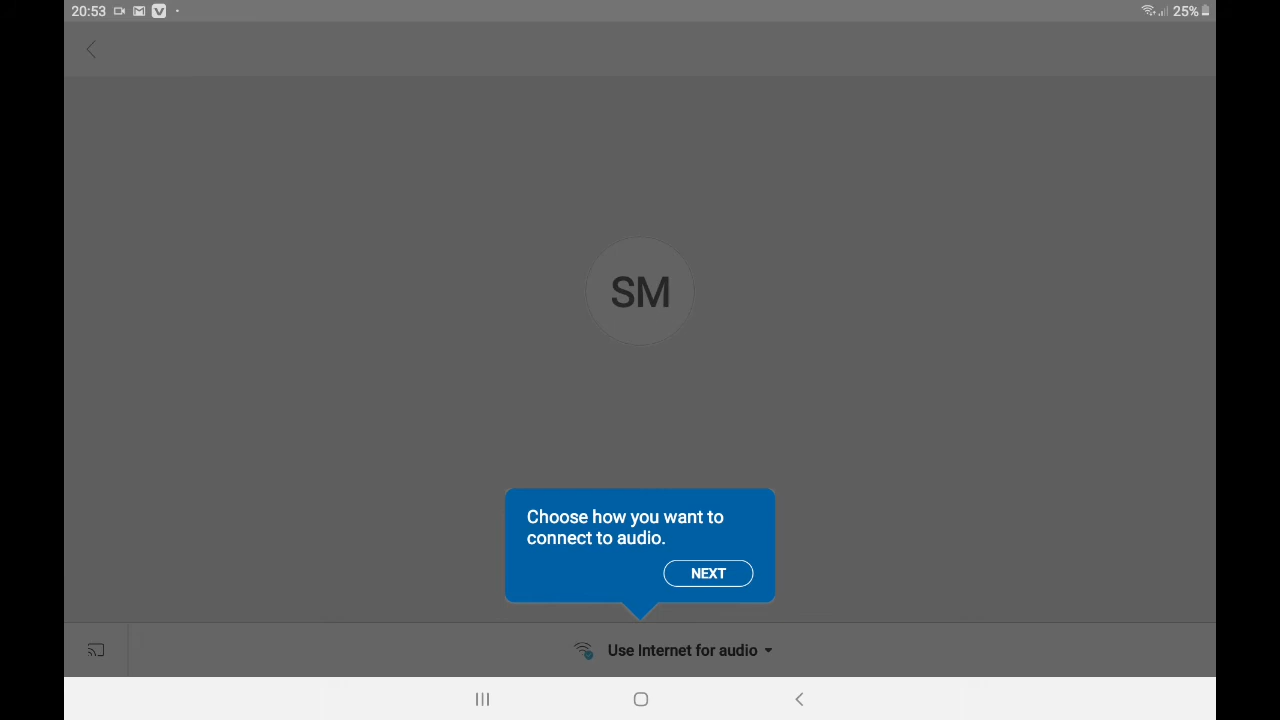 20:53
25%
SM
Choose how you want to
connect to audio.
NEXT
Use Internet for audio